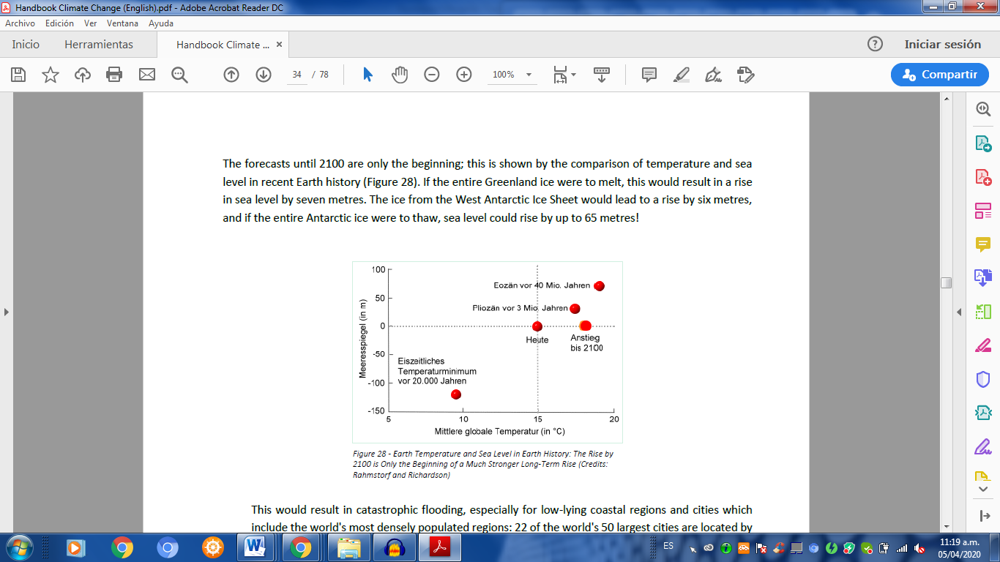 Handbook Climate Change (English).pdf - Adobe Acrobat Reader DC
Archivo Edición Ver Ventana Ayuda
Inicio Herramientas Handbook Climate ... × Iniciar sesión
34 / 78 100% Compartir
The forecasts until 2100 are only the beginning; this is shown by the comparison of temperature and sea
level in recent Earth history (Figure 28). If the entire Greenland ice were to melt, this would result in a rise
in sea level by seven metres. The ice from the West Antarctic Ice Sheet would lead to a rise by six metres,
and if the entire Antarctic ice were to thaw, sea level could rise by up to 65 metres!
Meeresspiegel (in m)
100
50
0
-50
-100
-150
Eozän vor 40 Mio. Jahren
Pliozän vor 3 Mio. Jahren
Heute
Anstieg
bis 2100
Eiszeitliches
Temperaturminimum
vor 20.000 Jahren
5 10 15 20
Mittlere globale Temperatur (in °C)
Figure 28 - Earth Temperature and Sea Level in Earth History: The Rise by
2100 is Only the Beginning of a Much Stronger Long-Term Rise (Credits:
Rahmstorf and Richardson)
This would result in catastrophic flooding, especially for low-lying coastal regions and cities which
include the world's most densely populated regions: 22 of the world's 50 largest cities are located by
ES
11:19 a.m.
05/04/2020